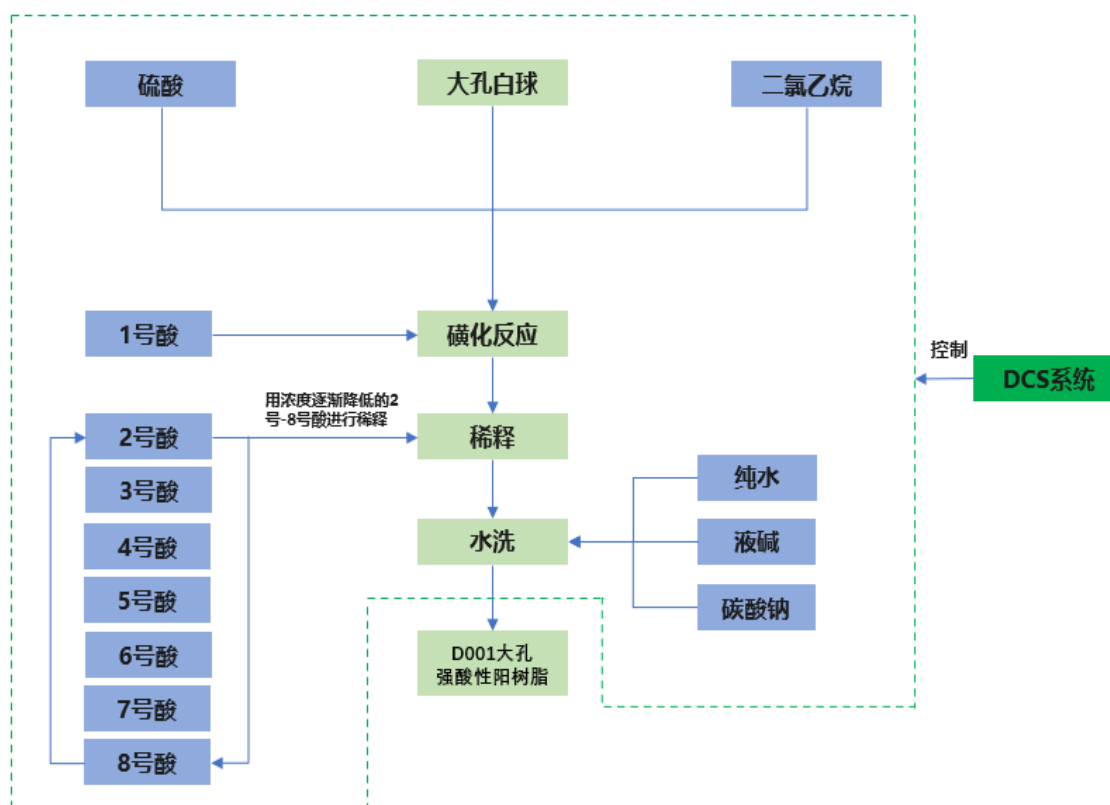 硫酸
大孔白球
二氯乙烷
1号酸
磺化反应
控制
DCS系统
用浓度逐渐降低的2
号-8号酸进行稀释
2号酸
稀释
3号酸
纯水
4号酸
水洗
液碱
5号酸
碳酸钠
6号酸
D001大孔
强酸性阳树脂
7号酸
8号酸